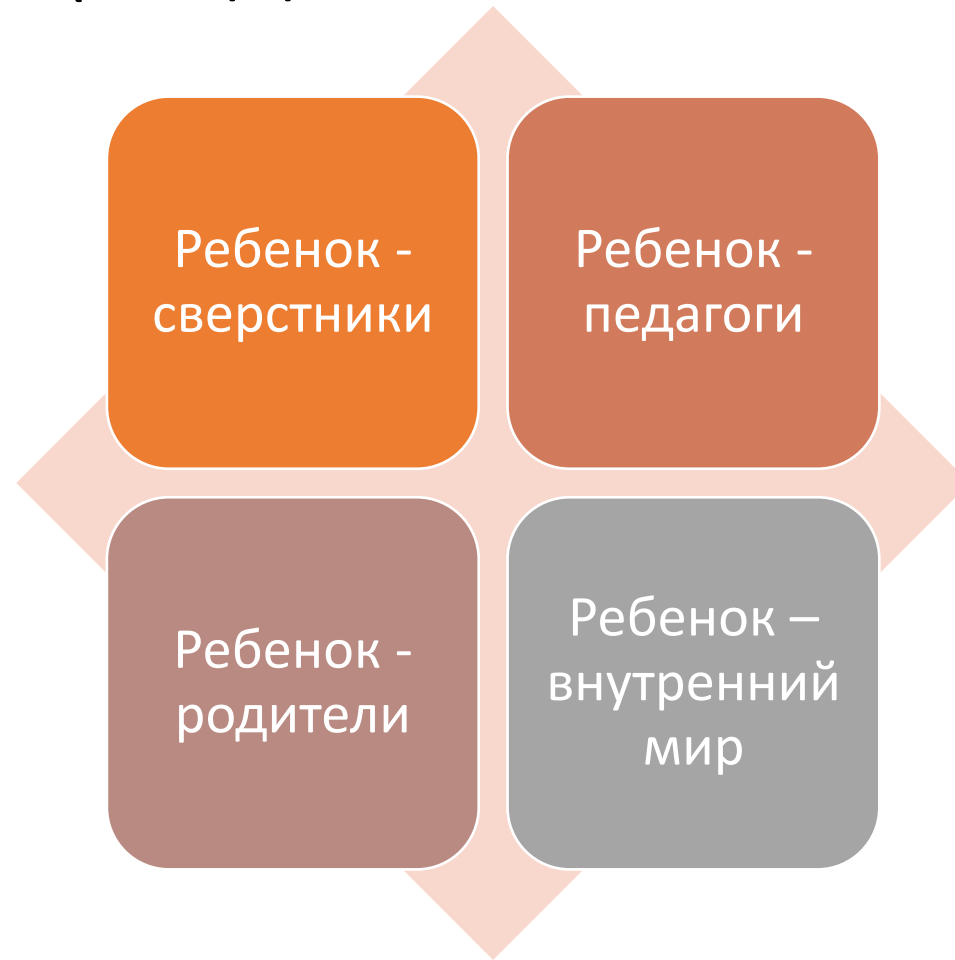 Ребенок -
сверстники
Ребенок -
педагоги
Ребенок -
родители
Ребенок –
внутренний
мир